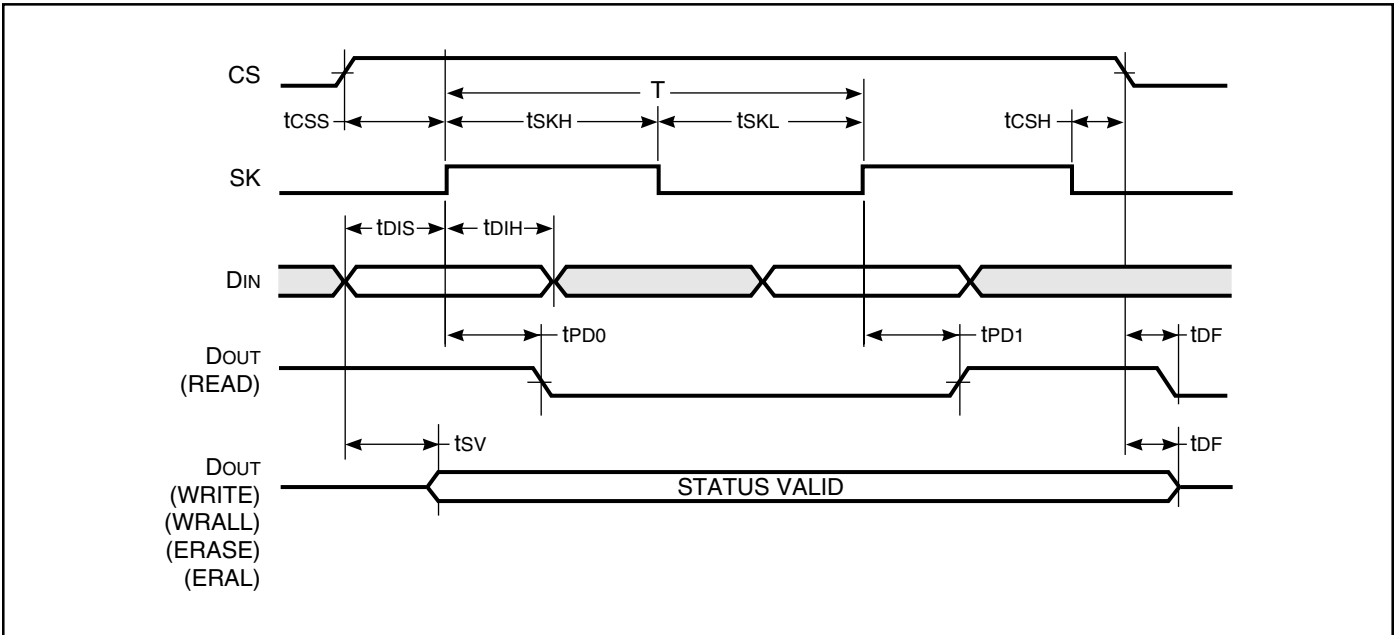 CS
T
tCSS
tSKH
tSKL
tCSH
SK
tDIS
tDIH
DIN
tPD0
tPD1
tDF
DOUT
(READ)
tSV
tDF
DOUT
(WRITE)
(WRALL)
(ERASE)
(ERAL)
STATUS VALID